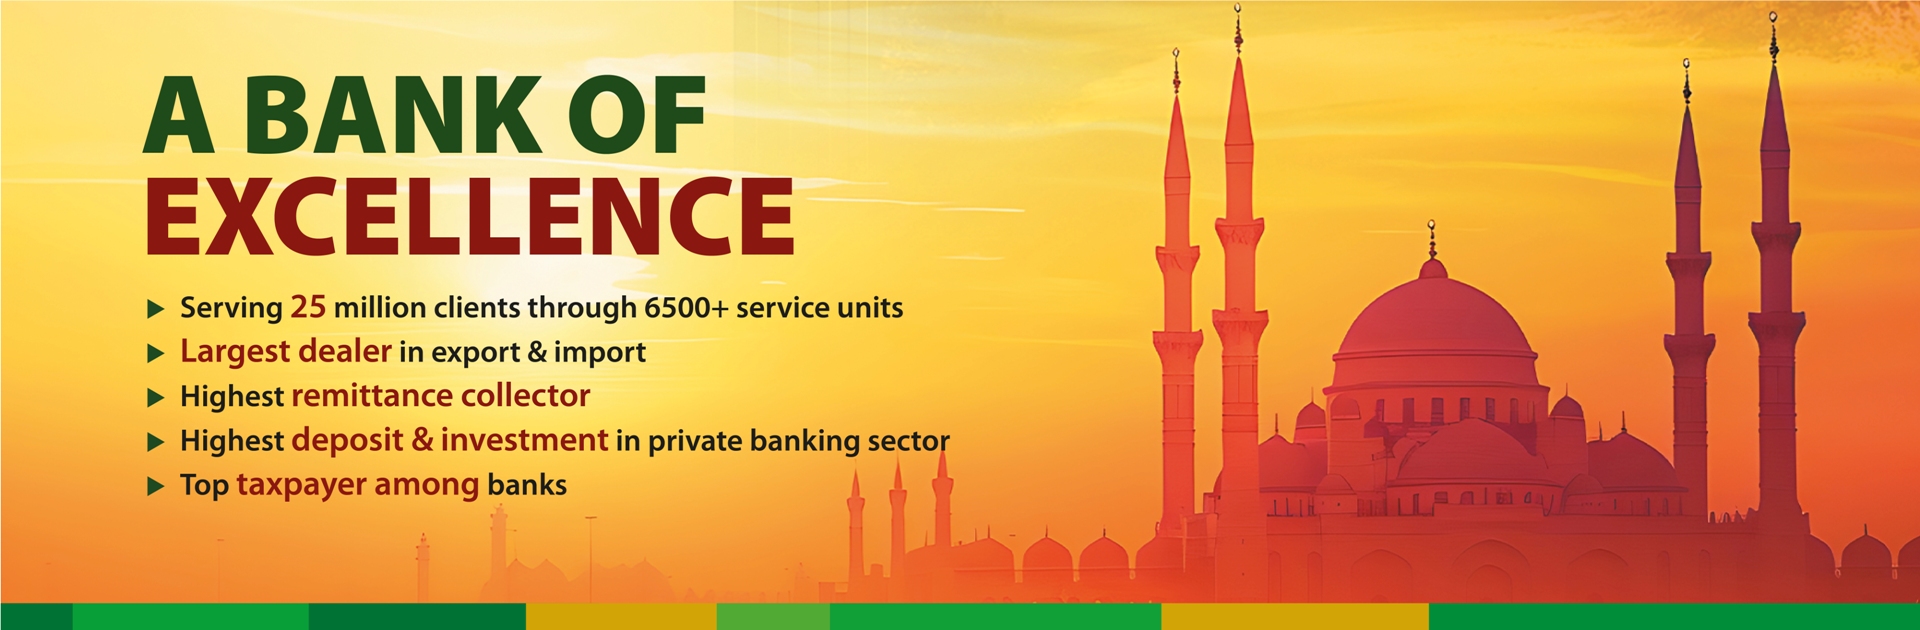 A BANK OF
EXCELLENCE
Serving 25 million clients through 6500+ service units
Largest dealer in export & import
Highest remittance collector
Highest deposit & investment in private banking sector
Top taxpayer among banks